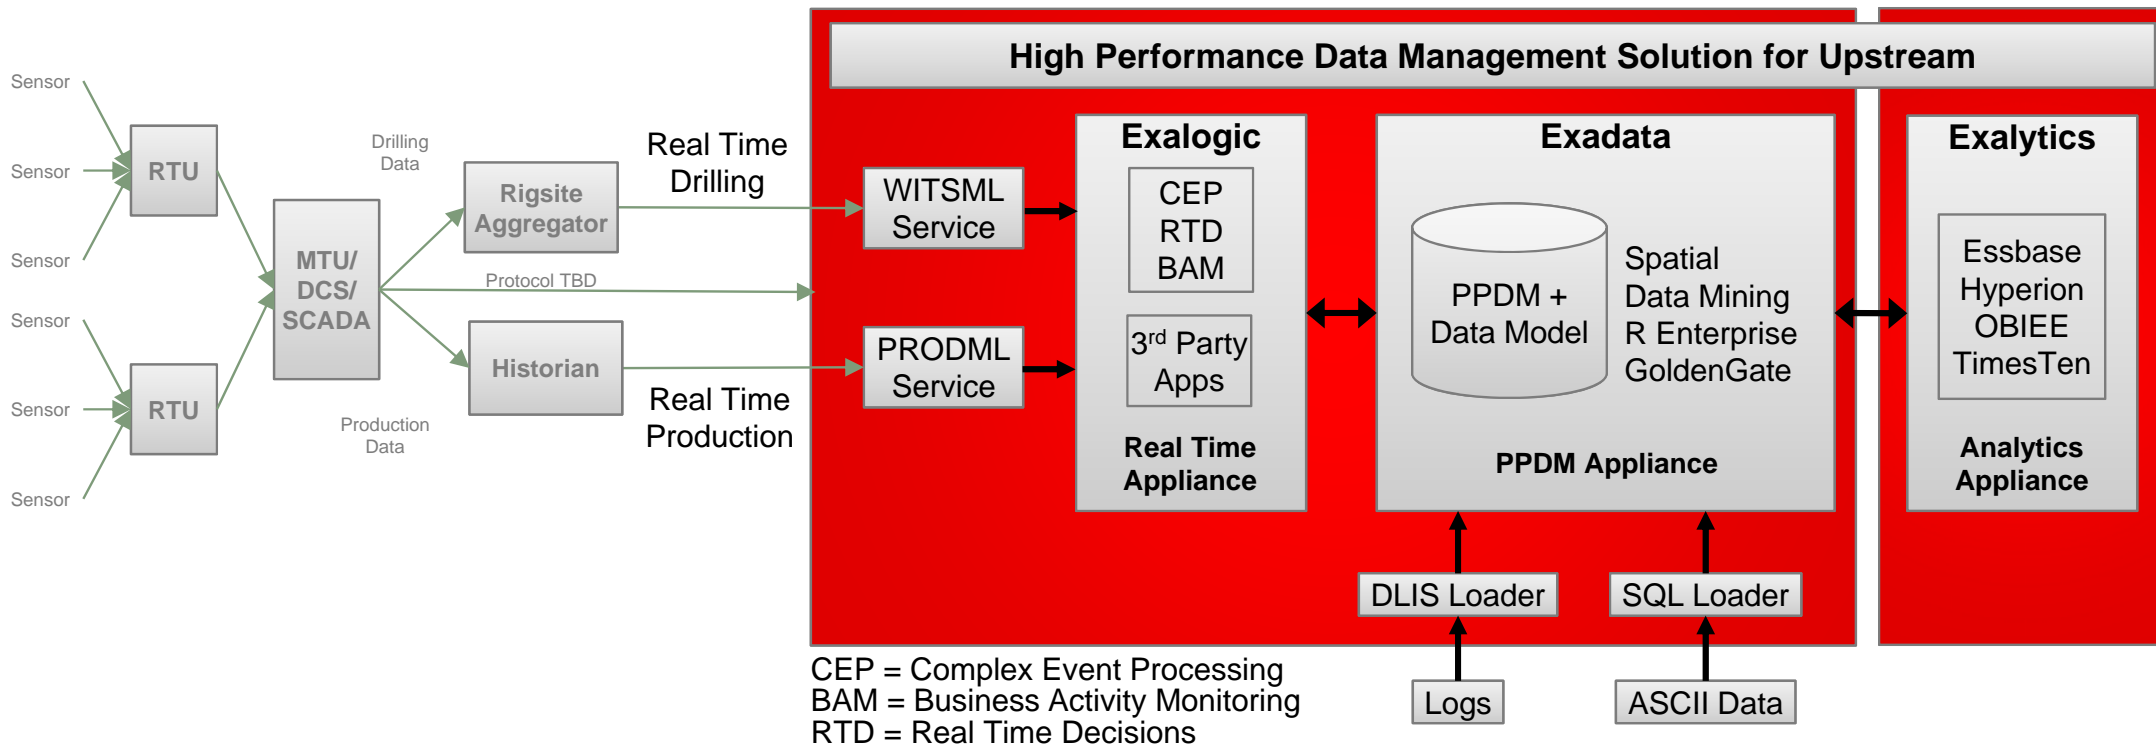 High Performance Data Management Solution for Upstream
Sensor
Sensor
Sensor
Sensor
Sensor
Sensor
RTU
RTU
MTU/
DCS/
SCADA
Drilling
Data
Production
Data
Rigsite
Aggregator
Protocol TBD
Historian
Real Time
Drilling
Real Time
Production
WITSML
Service
PRODML
Service
Exalogic
CEP
RTD
BAM
3rd Party
Apps
Real Time
Appliance
Exadata
PPDM +
Data Model
Spatial
Data Mining
R Enterprise
GoldenGate
PPDM Appliance
Exalytics
Essbase
Hyperion
OBIEE
TimesTen
Analytics
Appliance
DLIS Loader
SQL Loader
Logs
ASCII Data
CEP = Complex Event Processing
BAM = Business Activity Monitoring
RTD = Real Time Decisions